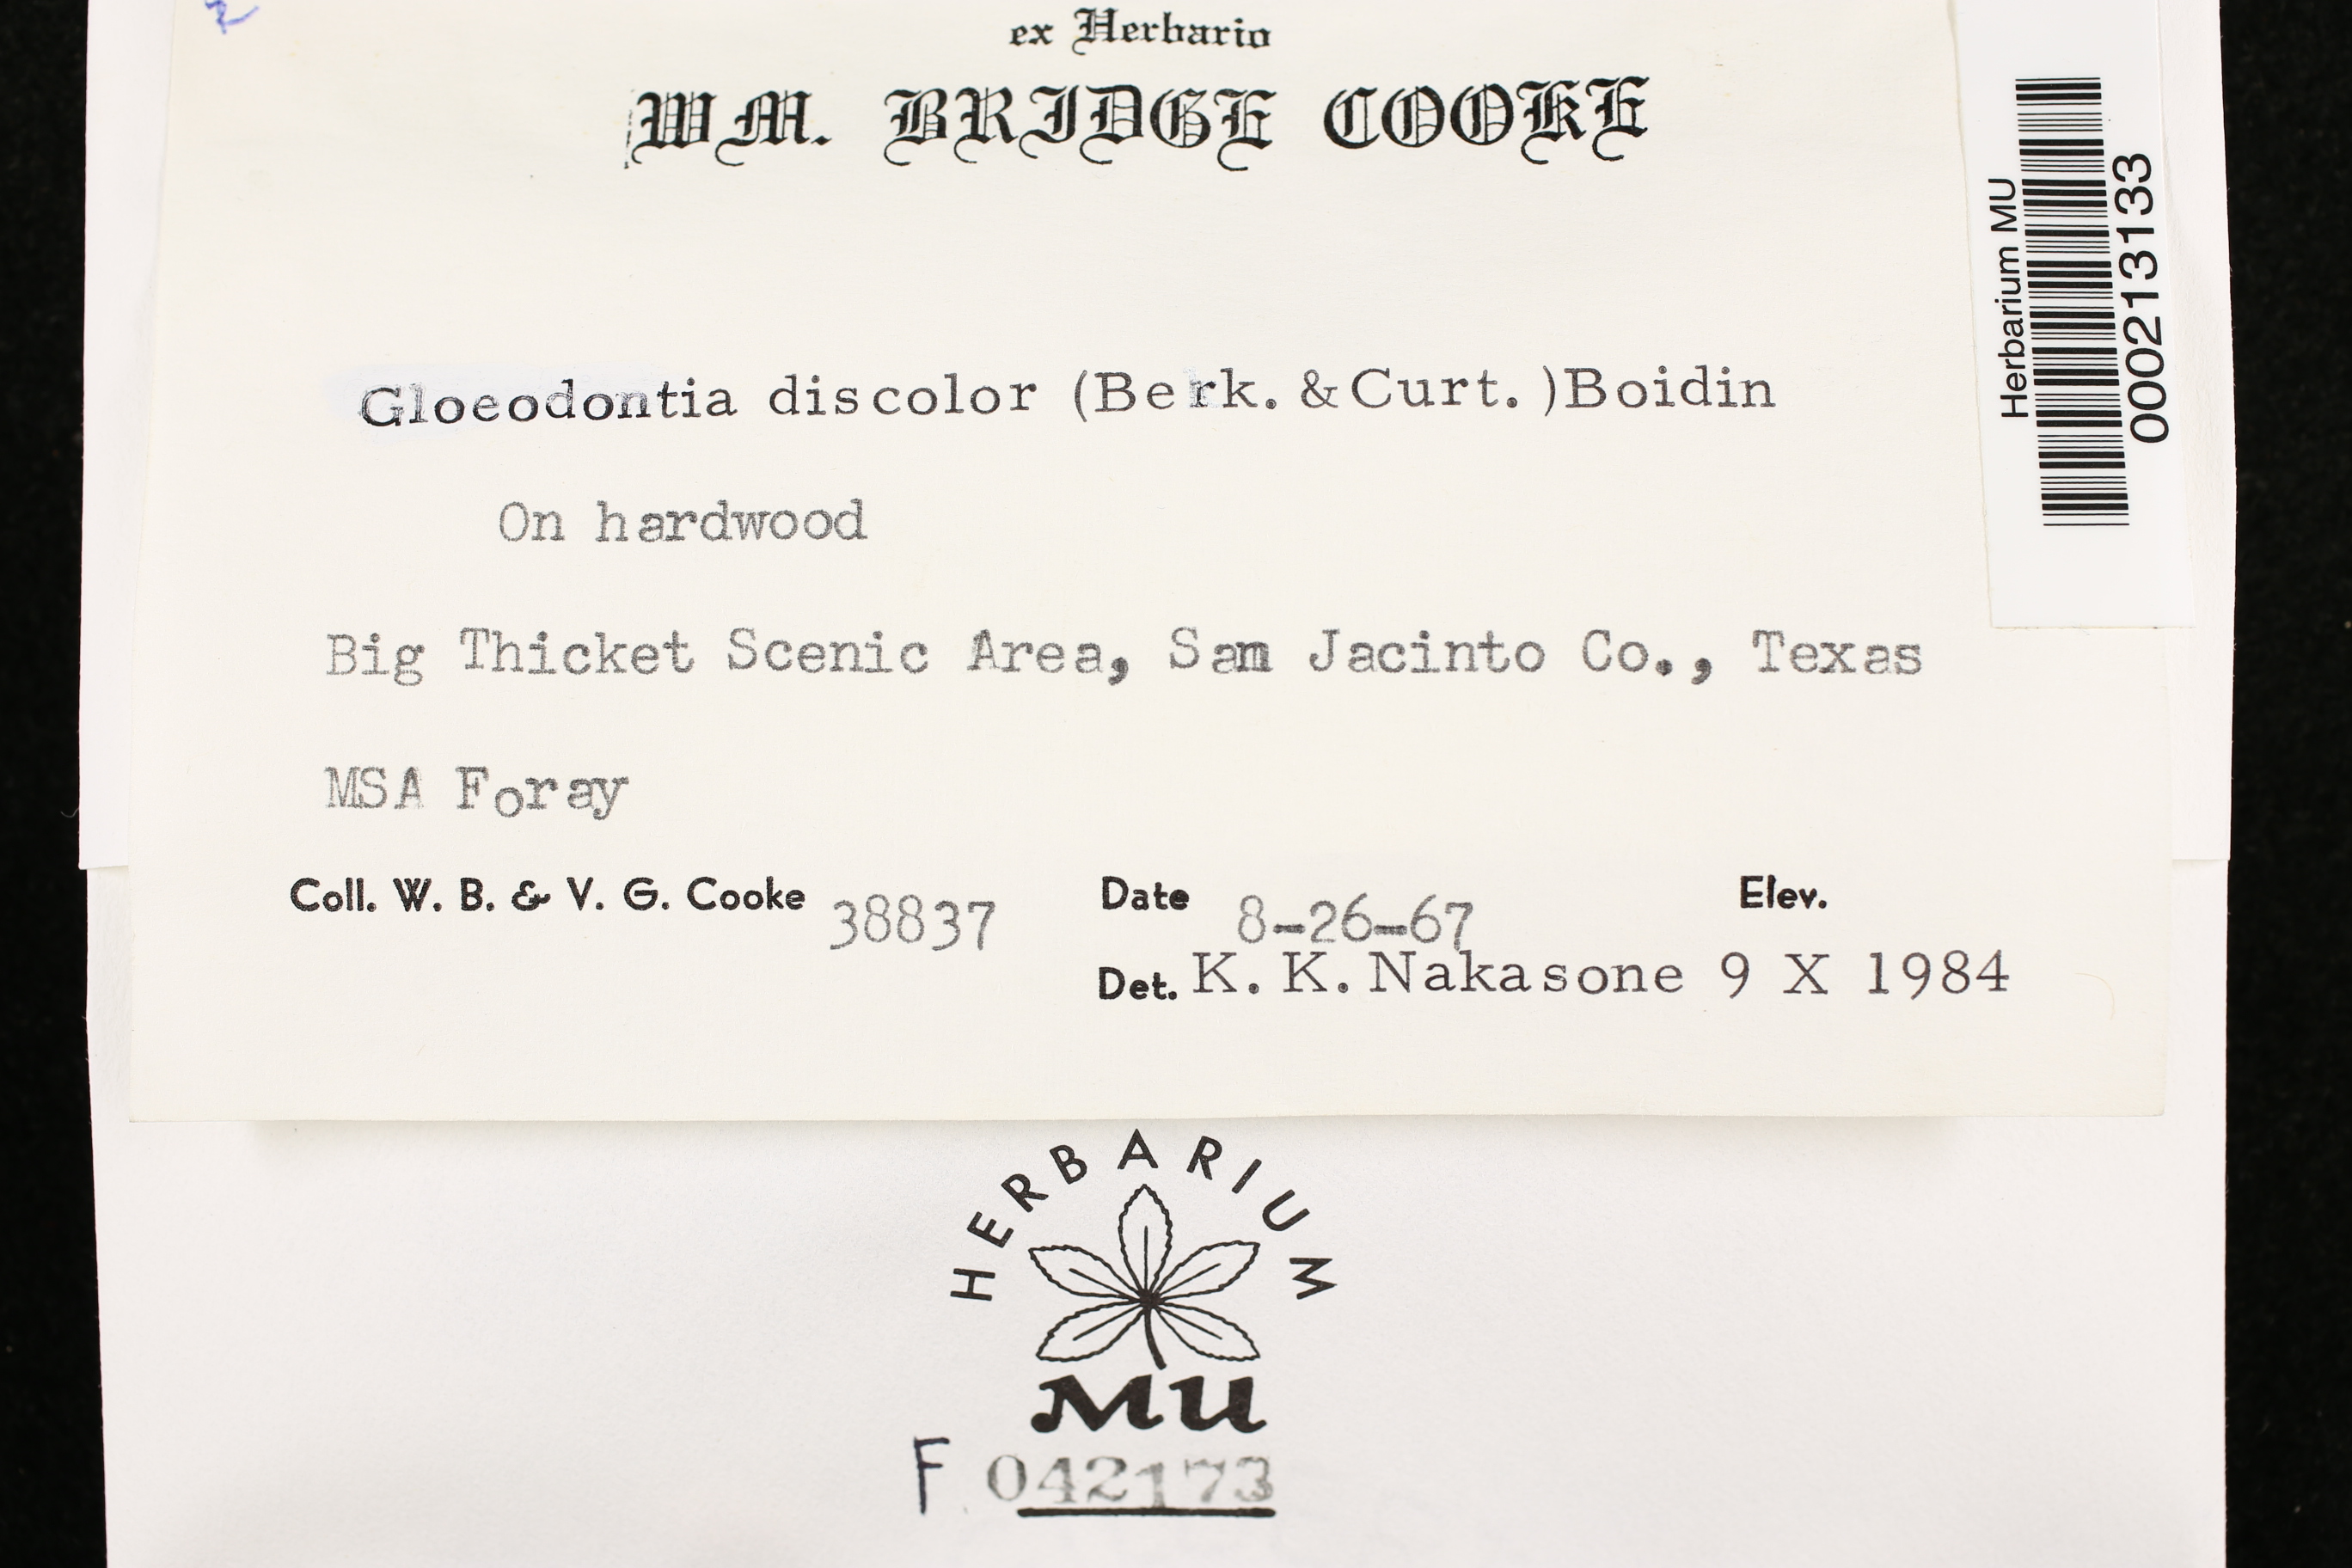 ex Herbario
WM. BRIDGE COOKE
Gloeodontia discolor (Berk. & Curt.)Boidin
On hardwood
Big Thicket Scenic Area, Sam Jacinto Co., Texas
MSA Foray
Coll. W. B. & V. G. Cooke 38837 Date 8-26-67 Elev.
Det. K. K. Nakasone 9 X 1984
Herbarium MU
000213133
HERBARIUM
MU
F 042173